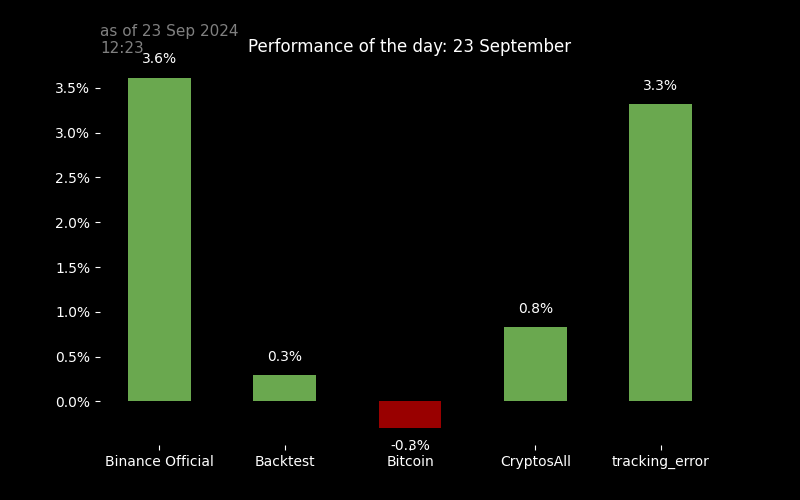 as of 23 Sep 2024
12:23
Performance of the day: 23 September
3.6%
3.3%
0.8%
0.3%
-0.3%
3.5%
3.0%
2.5%
2.0%
1.5%
1.0%
0.5%
0.0%
Binance Official
Backtest
Bitcoin
CryptosAll
tracking_error